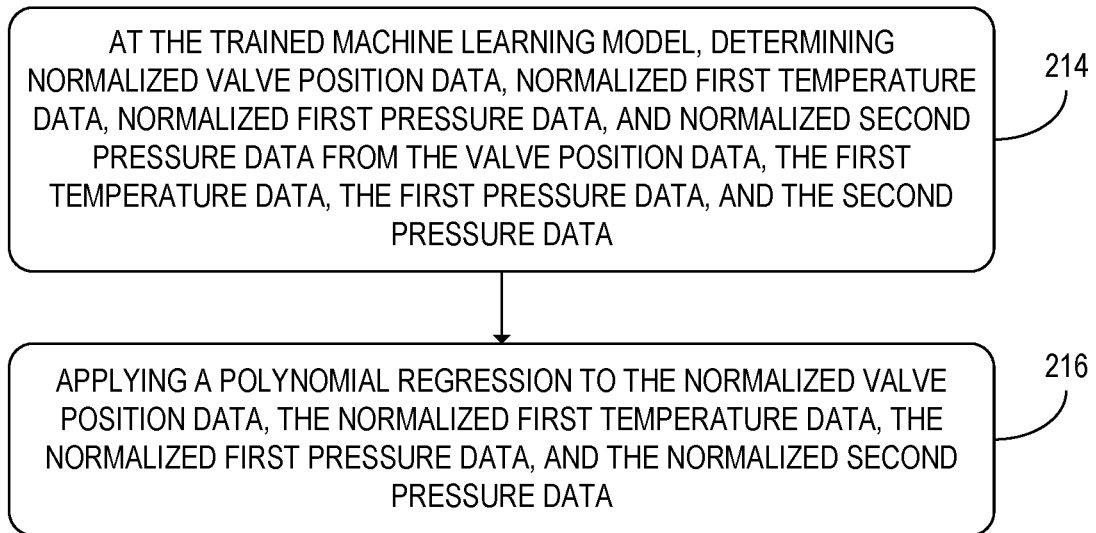 AT THE TRAINED MACHINE LEARNING MODEL, DETERMINING
NORMALIZED VALVE POSITION DATA, NORMALIZED FIRST TEMPERATURE
DATA, NORMALIZED FIRST PRESSURE DATA, AND NORMALIZED SECOND
PRESSURE DATA FROM THE VALVE POSITION DATA, THE FIRST
TEMPERATURE DATA, THE FIRST PRESSURE DATA, AND THE SECOND
PRESSURE DATA
214
APPLYING A POLYNOMIAL REGRESSION TO THE NORMALIZED VALVE
POSITION DATA, THE NORMALIZED FIRST TEMPERATURE DATA, THE
NORMALIZED FIRST PRESSURE DATA, AND THE NORMALIZED SECOND
PRESSURE DATA
216